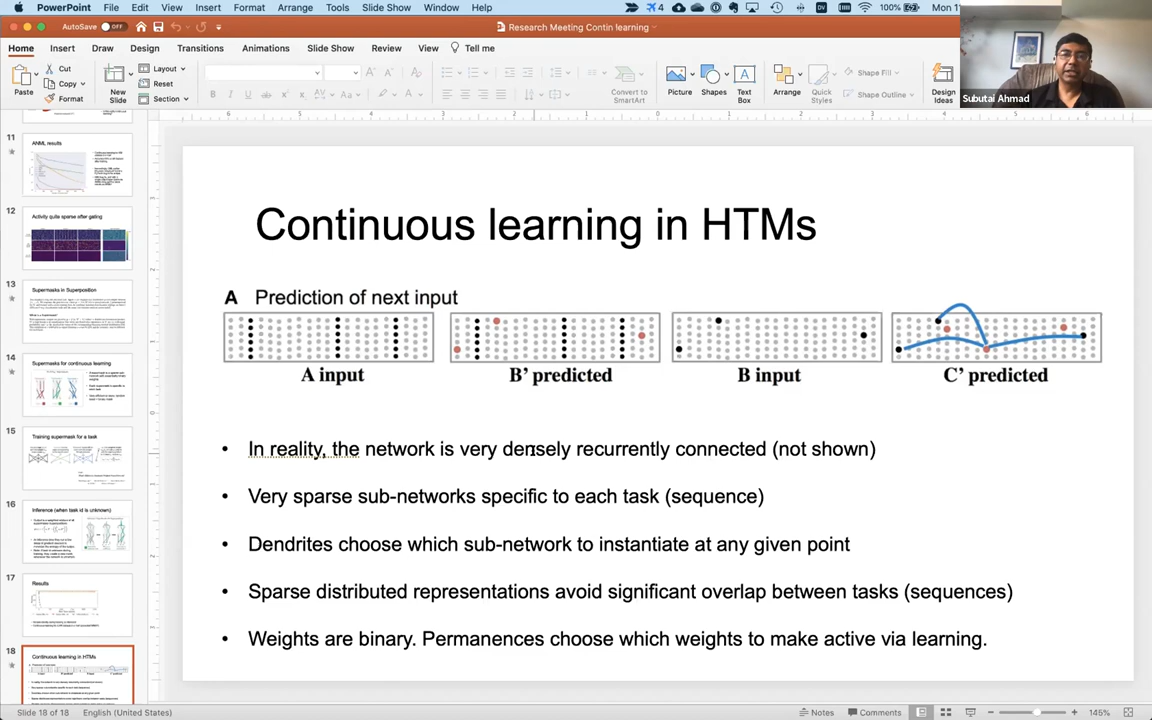 PowerPoint File Edit View Insert Format Arrange Tools Slide Show Window Help 4 100% Mon 1
AutoSave OFF Research Meeting Contin learning
Home Insert Draw Design Transitions Animations Slide Show Review View Tell me
Paste Cut Copy Format New Slide Layout Reset Section Convert to SmartArt Picture Shapes Text Box Arrange Quick Styles Shape Fill Shape Outline Design Ideas
Subutai Ahmad
11
ANML results
12
Activity quite sparse after gating
13
Supermasks in Superposition
14
Supermasks for continuous learning
15
Training supermask for a task
16
Inference (when task id is unknown)
17
Results
18
Continuous learning in HTMs
Continuous learning in HTMs
A Prediction of next input
A input B' predicted B input C' predicted
• In reality, the network is very densely recurrently connected (not shown)
• Very sparse sub-networks specific to each task (sequence)
• Dendrites choose which sub-network to instantiate at any given point
• Sparse distributed representations avoid significant overlap between tasks (sequences)
• Weights are binary. Permanences choose which weights to make active via learning.
Slide 18 of 18 English (United States) Notes Comments 145%